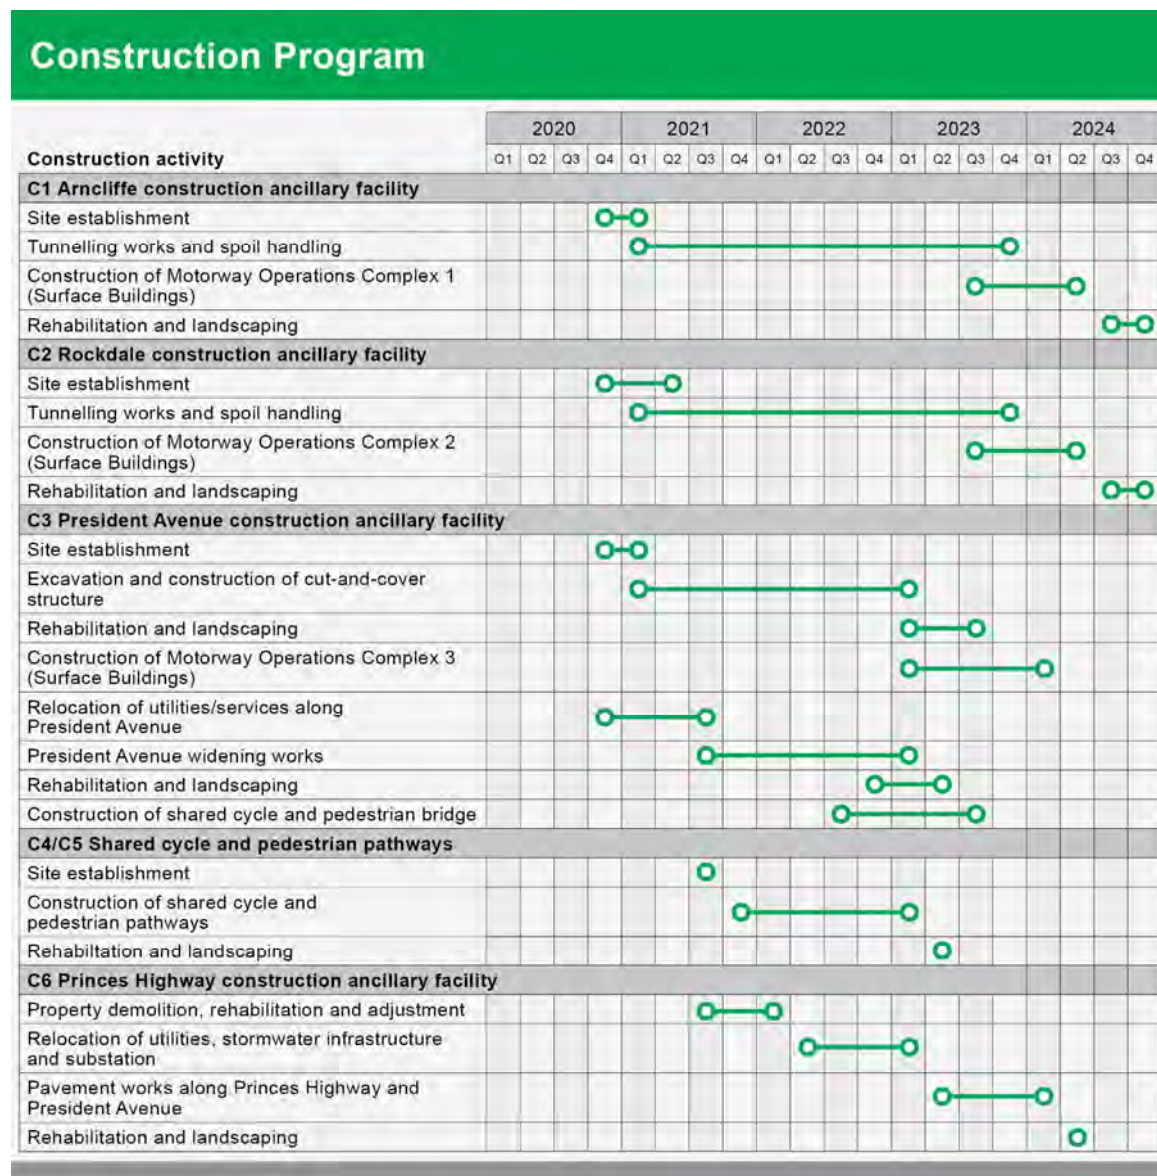 Construction Program
2020 2021 2022 2023 2024
Construction activity Q1 Q2 Q3 Q4 Q1 Q2 Q3 Q4 Q1 Q2 Q3 Q4 Q1 Q2 Q3 Q4 Q1 Q2 Q3 Q4
C1 Arncliffe construction ancillary facility
Site establishment
Tunnelling works and spoil handling
Construction of Motorway Operations Complex 1
(Surface Buildings)
Rehabilitation and landscaping
C2 Rockdale construction ancillary facility
Site establishment
Tunnelling works and spoil handling
Construction of Motorway Operations Complex 2
(Surface Buildings)
Rehabilitation and landscaping
C3 President Avenue construction ancillary facility
Site establishment
Excavation and construction of cut-and-cover
structure
Rehabilitation and landscaping
Construction of Motorway Operations Complex 3
(Surface Buildings)
Relocation of utilities/services along
President Avenue
President Avenue widening works
Rehabilitation and landscaping
Construction of shared cycle and pedestrian bridge
C4/C5 Shared cycle and pedestrian pathways
Site establishment
Construction of shared cycle and
pedestrian pathways
Rehabiltation and landscaping
C6 Princes Highway construction ancillary facility
Property demolition, rehabilitation and adjustment
Relocation of utilities, stormwater infrastructure
and substation
Pavement works along Princes Highway and
President Avenue
Rehabilitation and landscaping